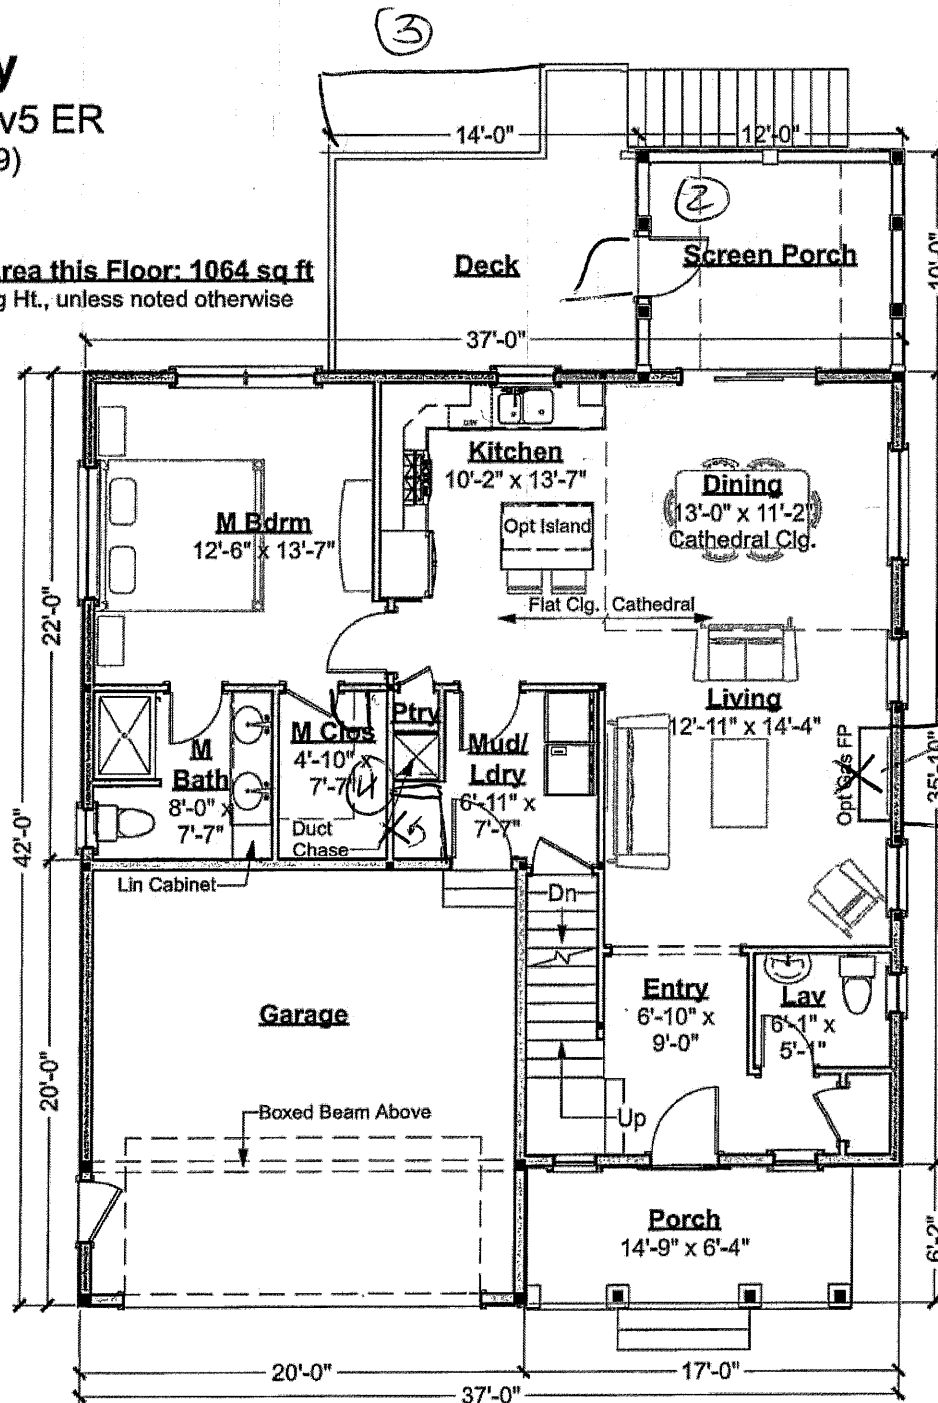 y
v5 ER
9)
③
14'-0"
12'-0"
②
rea this Floor: 1064 sq ft
g Ht., unless noted otherwise
Deck
Screen Porch
10'-0"
37'-0"
DW
Kitchen
10'-2" x 13'-7"
Dining
13'-0" x 11'-2"
Cathedral Clg.
M Bdrm
12'-6" x 13'-7"
Opt Island
Flat Clg.
Cathedral
22'-0"
Living
12'-11" x 14'-4"
Ptry
M Clos
4'-10" x
7'-7"
Mud/
Ldry
6'-11" x
7'-7"
M
Bath
8'-0" x
7'-7"
Opt Gas FP
35'-10"
42'-0"
Duct
Chase
Lin Cabinet
Dn
Garage
Entry
6'-10" x
9'-0"
Lav
6'-1" x
5'-1"
20'-0"
Boxed Beam Above
Up
Porch
14'-9" x 6'-4"
6'-2"
20'-0"
17'-0"
37'-0"